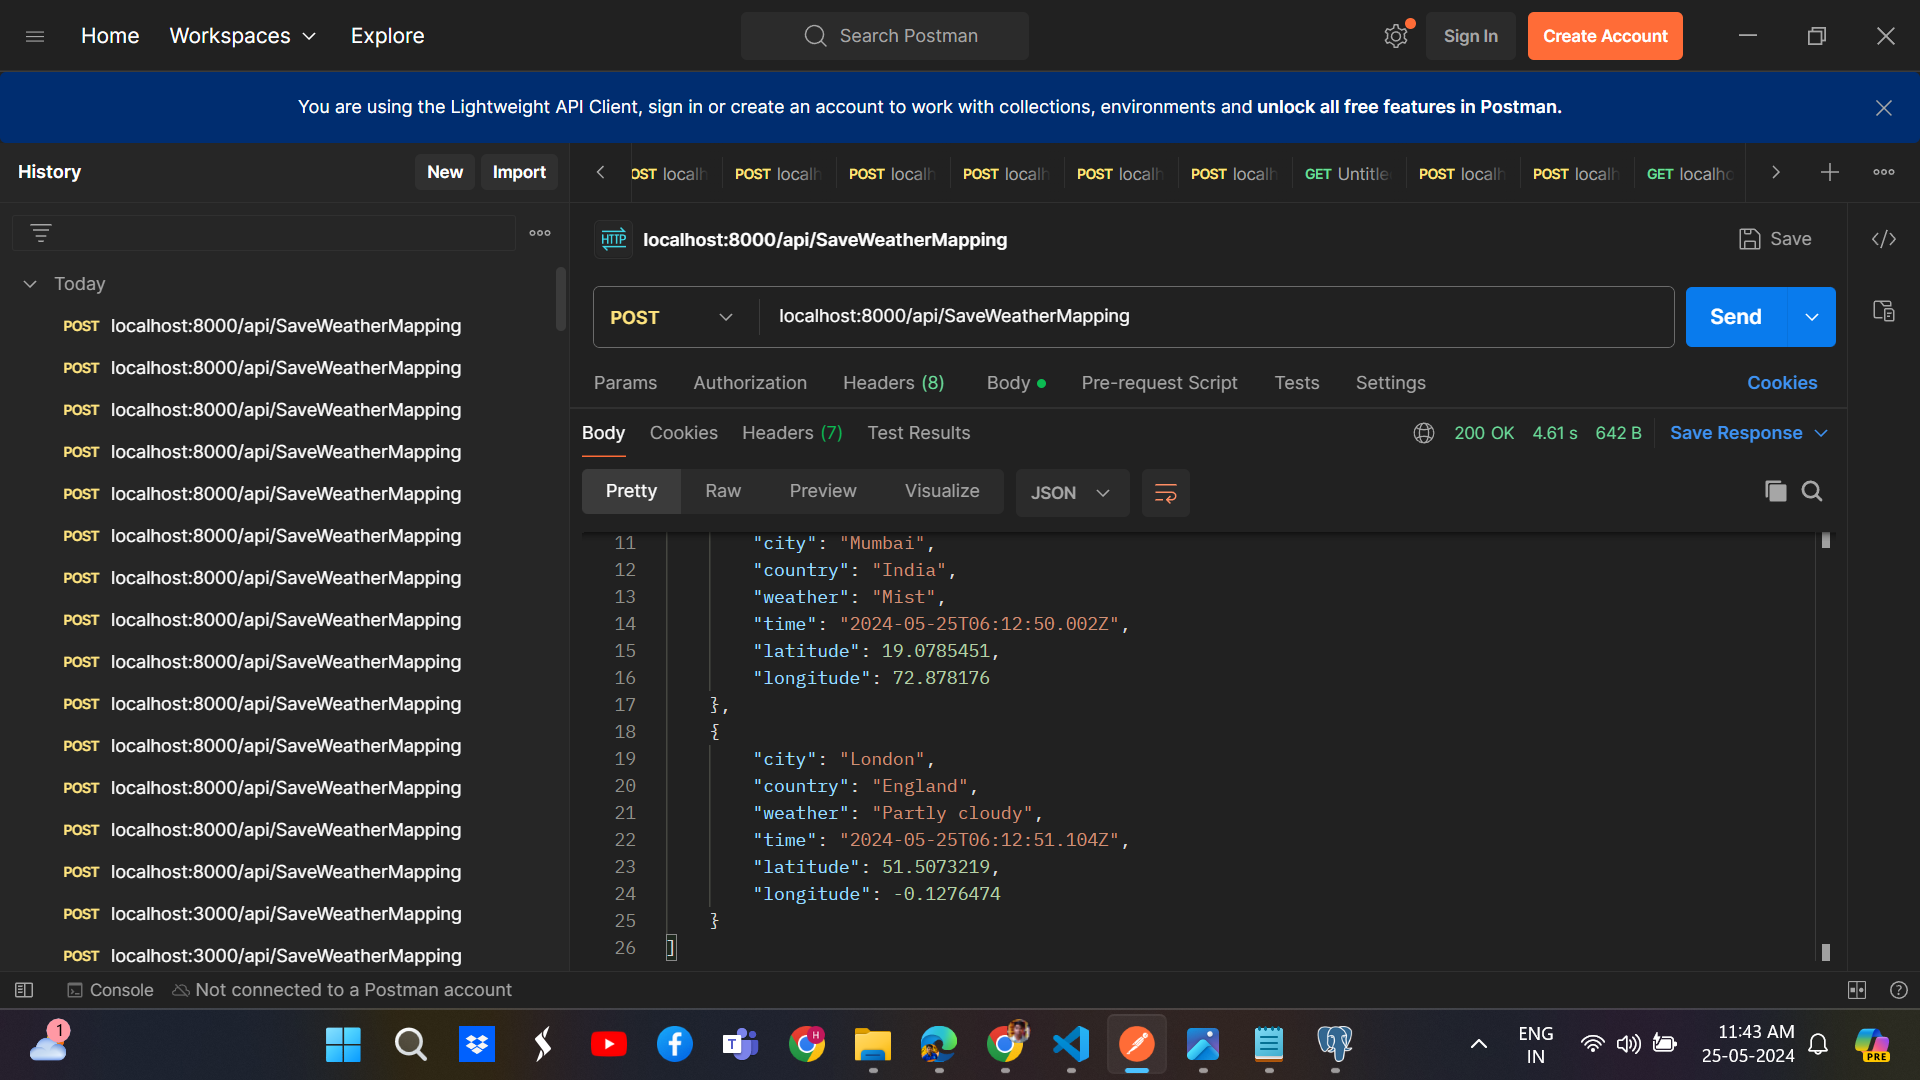 Home
Workspaces
Explore
Search Postman
Sign In
Create Account
You are using the Lightweight API Client, sign in or create an account to work with collections, environments and unlock all free features in Postman.
History
New
Import
OST localh
POST localh
POST localh
POST localh
POST localh
POST localh
GET Untitle
POST localh
POST localh
GET localho
HTTP
localhost:8000/api/SaveWeatherMapping
Save
Today
POST localhost:8000/api/SaveWeatherMapping
POST localhost:8000/api/SaveWeatherMapping
POST localhost:8000/api/SaveWeatherMapping
POST localhost:8000/api/SaveWeatherMapping
POST localhost:8000/api/SaveWeatherMapping
POST localhost:8000/api/SaveWeatherMapping
POST localhost:8000/api/SaveWeatherMapping
POST localhost:8000/api/SaveWeatherMapping
POST localhost:8000/api/SaveWeatherMapping
POST localhost:8000/api/SaveWeatherMapping
POST localhost:8000/api/SaveWeatherMapping
POST localhost:8000/api/SaveWeatherMapping
POST localhost:8000/api/SaveWeatherMapping
POST localhost:8000/api/SaveWeatherMapping
POST localhost:3000/api/SaveWeatherMapping
POST localhost:3000/api/SaveWeatherMapping
POST
localhost:8000/api/SaveWeatherMapping
Send
Params
Authorization
Headers (8)
Body
Pre-request Script
Tests
Settings
Cookies
Body
Cookies
Headers (7)
Test Results
200 OK
4.61 s
642 B
Save Response
Pretty
Raw
Preview
Visualize
JSON
11 "city": "Mumbai",
12 "country": "India",
13 "weather": "Mist",
14 "time": "2024-05-25T06:12:50.002Z",
15 "latitude": 19.0785451,
16 "longitude": 72.878176
17 },
18 {
19 "city": "London",
20 "country": "England",
21 "weather": "Partly cloudy",
22 "time": "2024-05-25T06:12:51.104Z",
23 "latitude": 51.5073219,
24 "longitude": -0.1276474
25 }
26 ]
Console
Not connected to a Postman account
1
T
H
ENG
IN
11:43 AM
25-05-2024
PRE